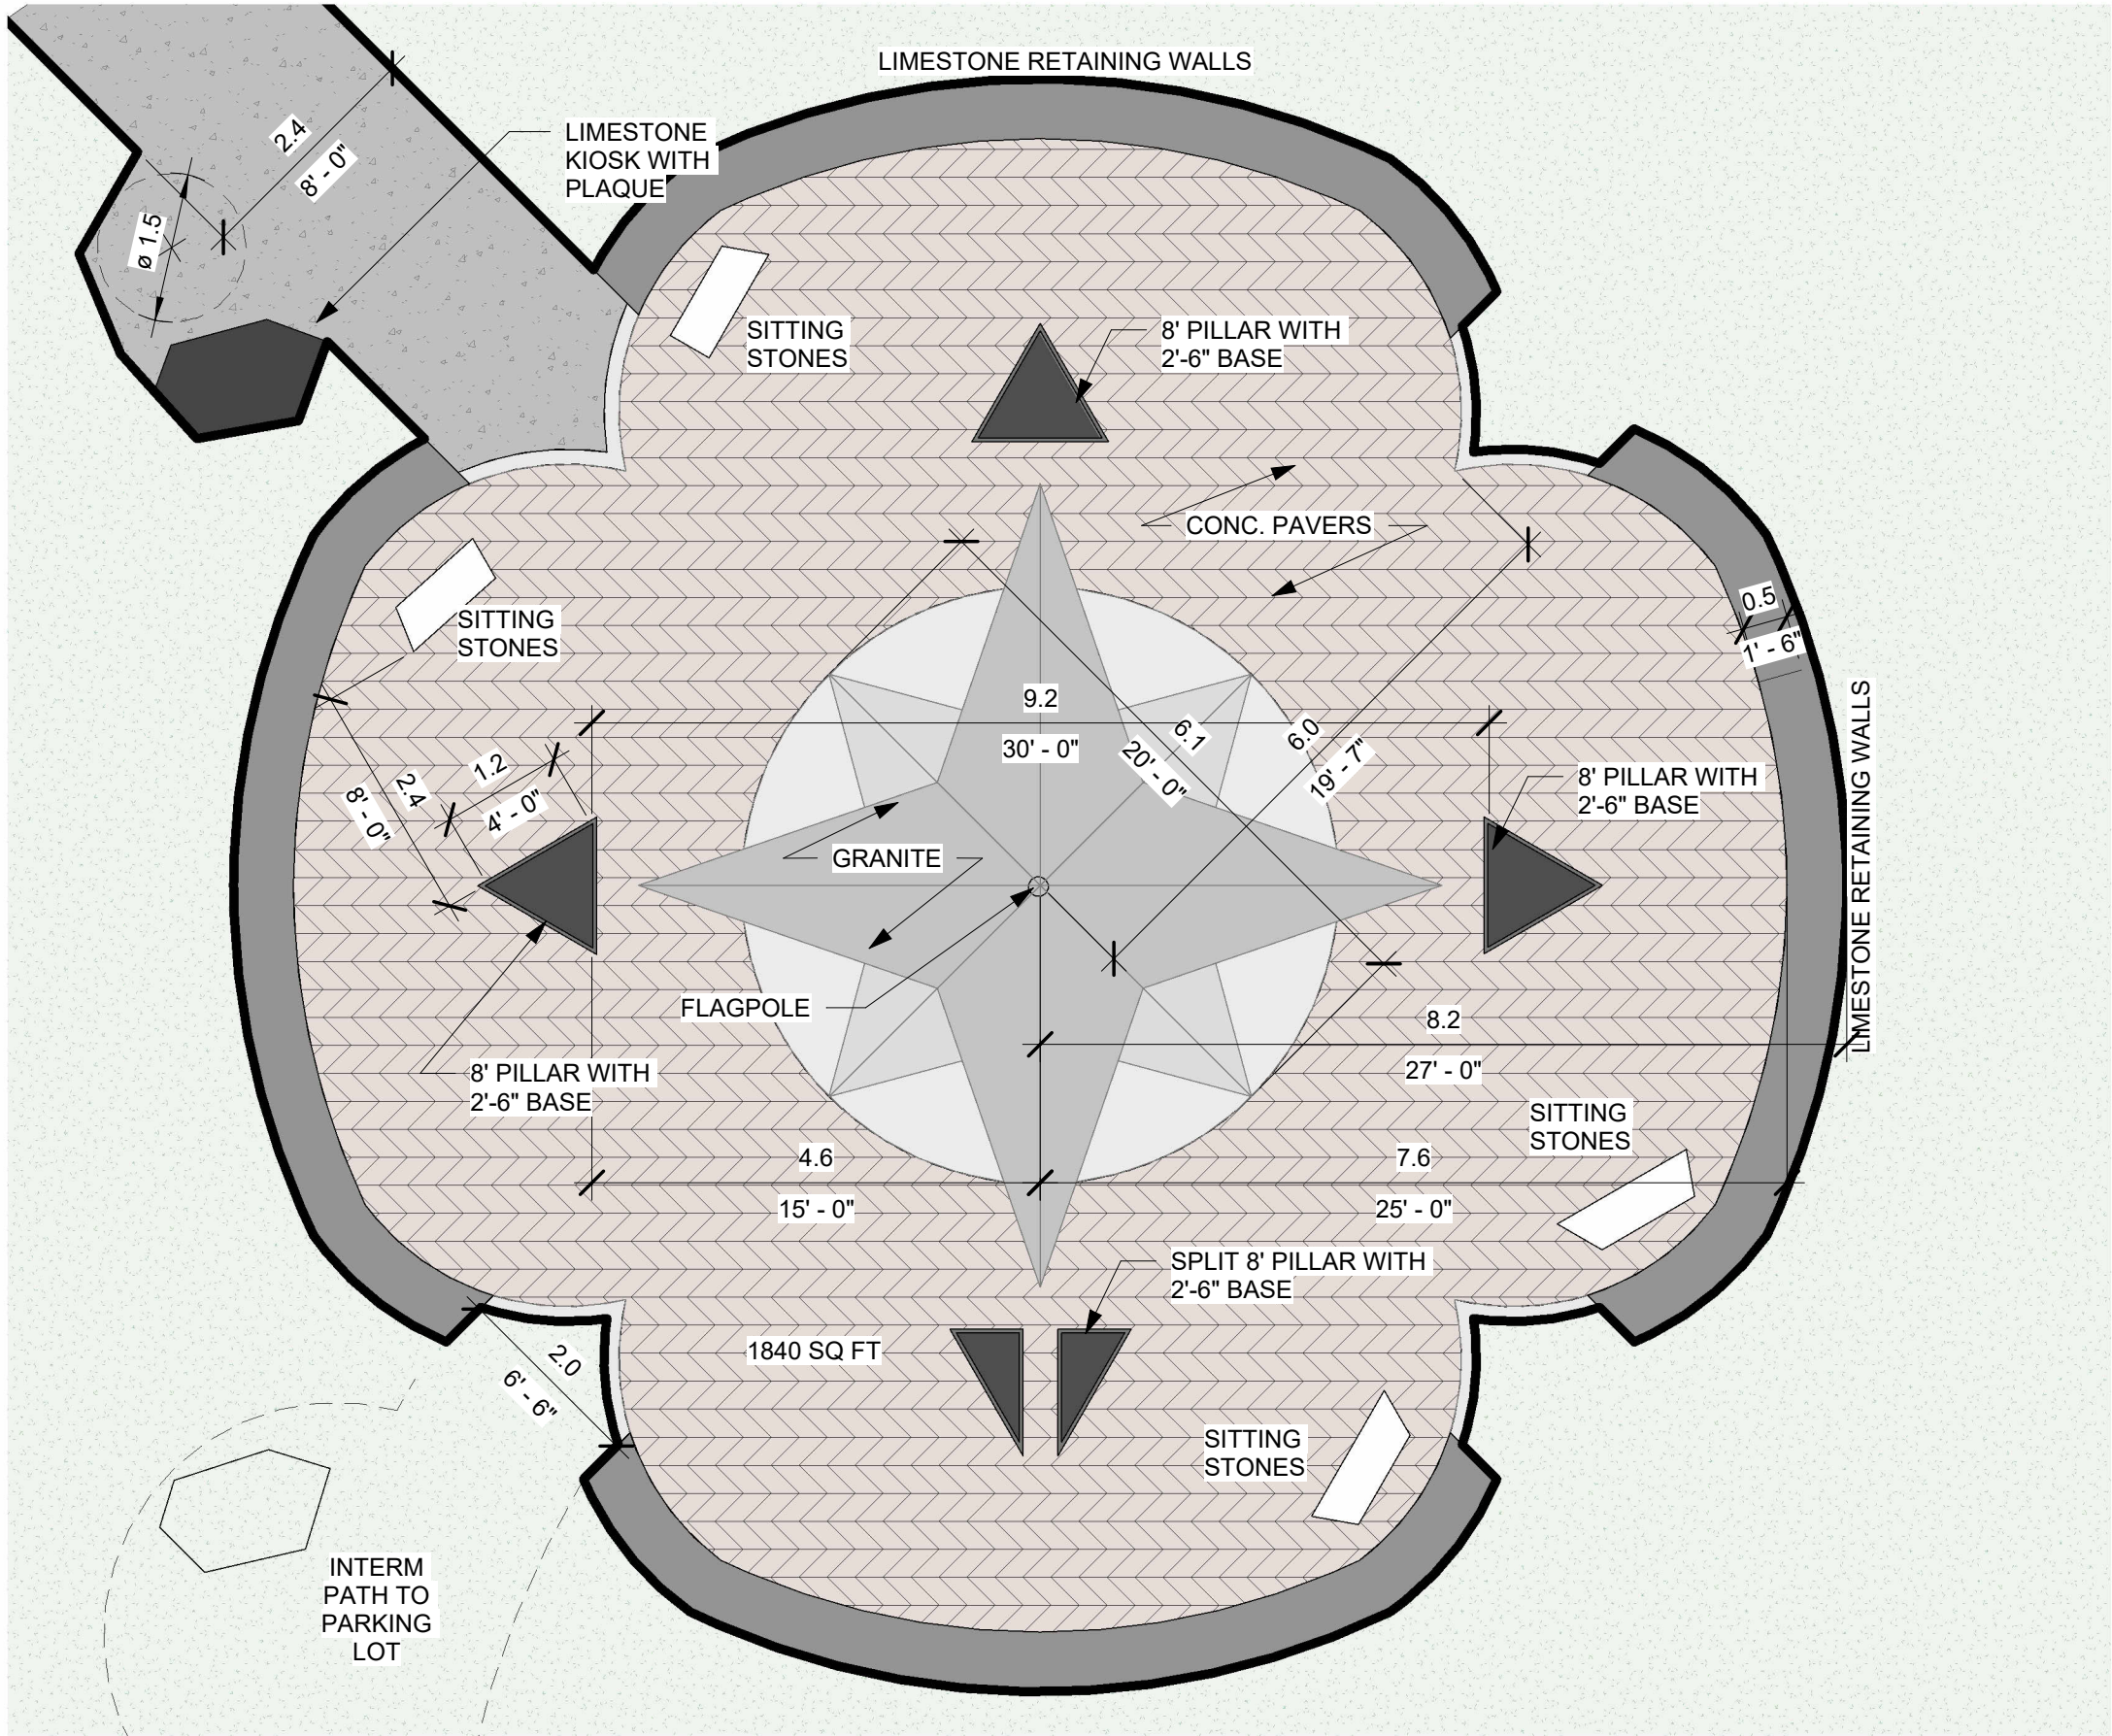 LIMESTONE RETAINING WALLS
2.4
8' - 0"
LIMESTONE
KIOSK WITH
PLAQUE
ø 1.5
SITTING
STONES
8' PILLAR WITH
2'-6" BASE
CONC. PAVERS
SITTING
STONES
0.5
1' - 6"
9.2
30' - 0"
6.1
20' - 0"
6.0
19' - 7"
1.2
4' - 0"
2.4
8' - 0"
8' PILLAR WITH
2'-6" BASE
LIMESTONE RETAINING WALLS
GRANITE
FLAGPOLE
8.2
27' - 0"
8' PILLAR WITH
2'-6" BASE
SITTING
STONES
4.6
15' - 0"
7.6
25' - 0"
SPLIT 8' PILLAR WITH
2'-6" BASE
1840 SQ FT
2.0
6' - 6"
SITTING
STONES
INTERM
PATH TO
PARKING
LOT